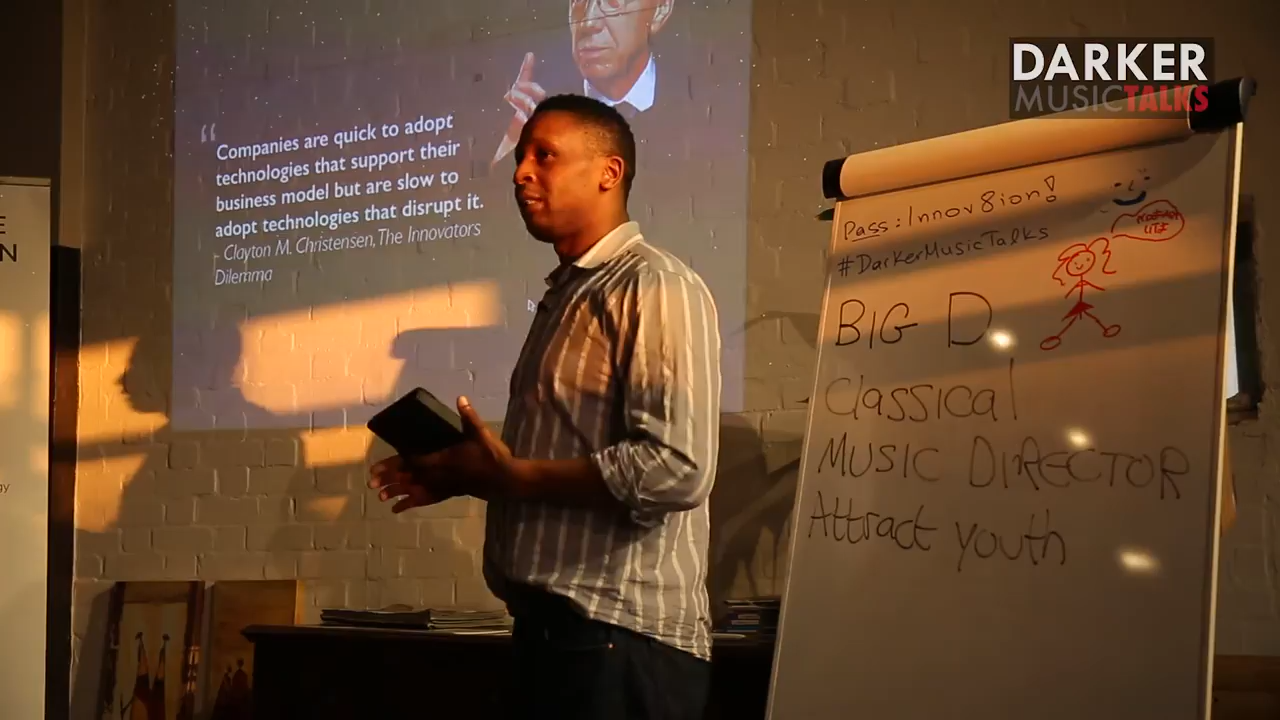 DARKER
MUSICTALKS
“Companies are quick to adopt
technologies that support their
business model but are slow to
adopt technologies that disrupt it.
- Clayton M. Christensen, The Innovators
Dilemma
E
N
gy
Pass: Innov8ion!
#DarkerMusicTalks
BIG D
Classical
MUSIC DIRECTOR
Attract youth